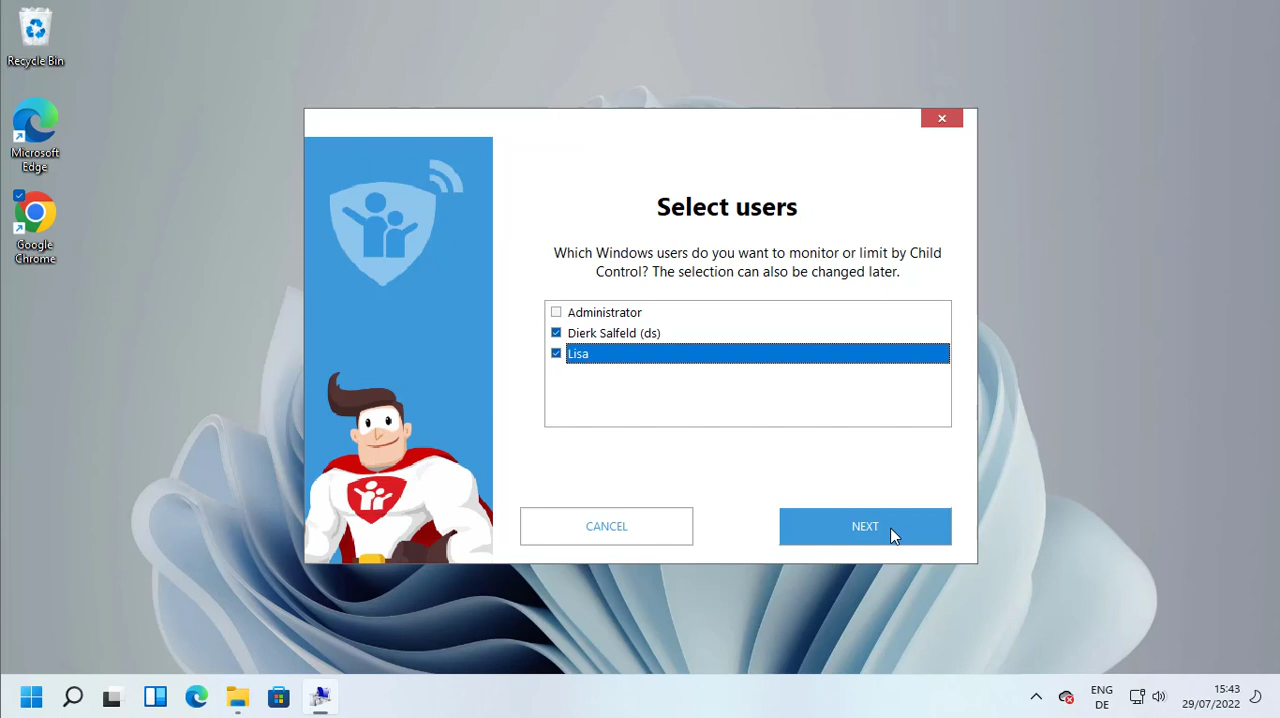 Recycle Bin
Microsoft
Edge
Google
Chrome
Select users
Which Windows users do you want to monitor or limit by Child
Control? The selection can also be changed later.
Administrator
Dierk Salfeld (ds)
Lisa
CANCEL
NEXT
ENG
DE
15:43
29/07/2022